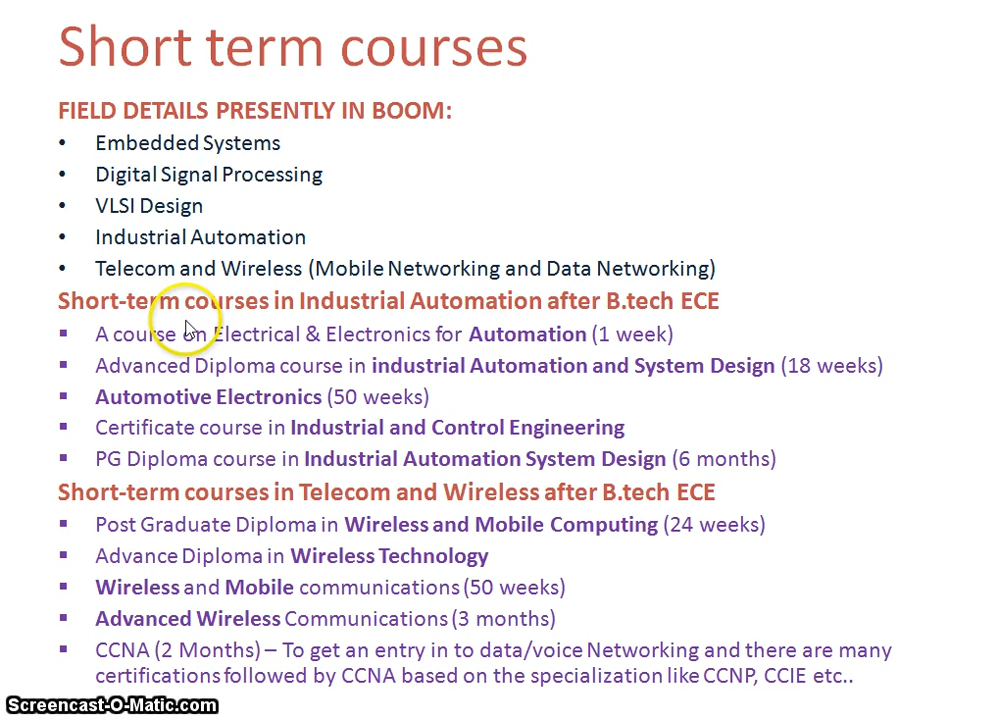 Short term courses
FIELD DETAILS PRESENTLY IN BOOM:
• Embedded Systems
• Digital Signal Processing
• VLSI Design
• Industrial Automation
• Telecom and Wireless (Mobile Networking and Data Networking)
Short-term courses in Industrial Automation after B.tech ECE
▪ A course on Electrical & Electronics for Automation (1 week)
▪ Advanced Diploma course in industrial Automation and System Design (18 weeks)
▪ Automotive Electronics (50 weeks)
▪ Certificate course in Industrial and Control Engineering
▪ PG Diploma course in Industrial Automation System Design (6 months)
Short-term courses in Telecom and Wireless after B.tech ECE
▪ Post Graduate Diploma in Wireless and Mobile Computing (24 weeks)
▪ Advance Diploma in Wireless Technology
▪ Wireless and Mobile communications (50 weeks)
▪ Advanced Wireless Communications (3 months)
▪ CCNA (2 Months) – To get an entry in to data/voice Networking and there are many
certifications followed by CCNA based on the specialization like CCNP, CCIE etc..
Screencast-O-Matic.com